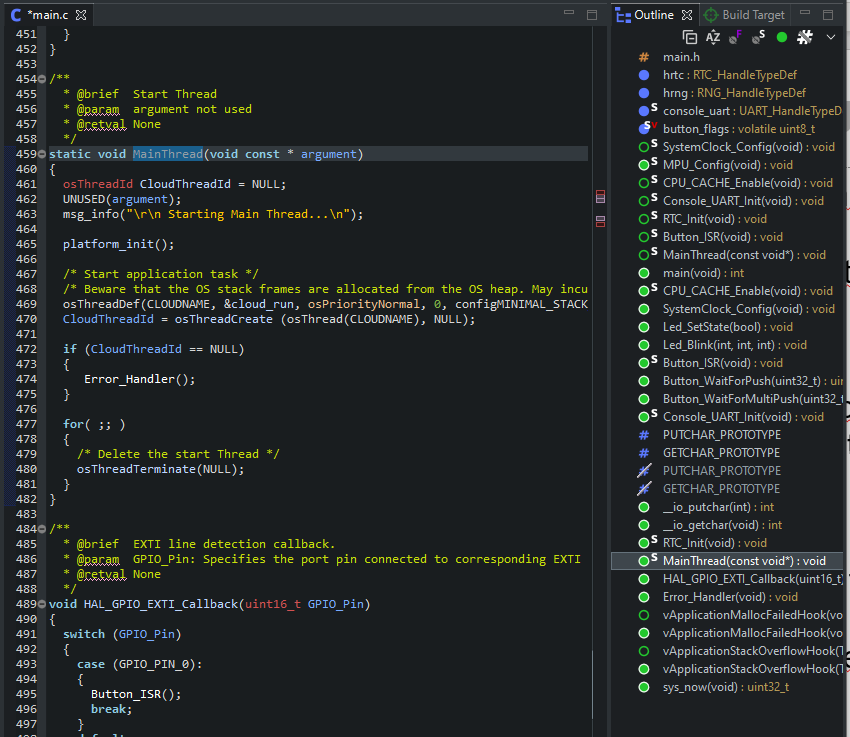 *main.c
451 }
452 }
453
454 /**
455 * @brief Start Thread
456 * @param argument not used
457 * @retval None
458 */
459 static void MainThread(void const * argument)
460 {
461 osThreadId CloudThreadId = NULL;
462 UNUSED(argument);
463 msg_info("\r\n Starting Main Thread...\n");
464
465 platform_init();
466
467 /* Start application task */
468 /* Beware that the OS stack frames are allocated from the OS heap. May incu
469 osThreadDef(CLOUDNAME, &cloud_run, osPriorityNormal, 0, configMINIMAL_STACK
470 CloudThreadId = osThreadCreate (osThread(CLOUDNAME), NULL);
471
472 if (CloudThreadId == NULL)
473 {
474 Error_Handler();
475 }
476
477 for( ;; )
478 {
479 /* Delete the start Thread */
480 osThreadTerminate(NULL);
481 }
482 }
483
484 /**
485 * @brief EXTI line detection callback.
486 * @param GPIO_Pin: Specifies the port pin connected to corresponding EXTI
487 * @retval None
488 */
489 void HAL_GPIO_EXTI_Callback(uint16_t GPIO_Pin)
490 {
491 switch (GPIO_Pin)
492 {
493 case (GPIO_PIN_0):
494 {
495 Button_ISR();
496 break;
497 }
Outline Build Target
main.h
hrtc : RTC_HandleTypeDef
hrng : RNG_HandleTypeDef
console_uart : UART_HandleTypeD
button_flags : volatile uint8_t
SystemClock_Config(void) : void
MPU_Config(void) : void
CPU_CACHE_Enable(void) : void
Console_UART_Init(void) : void
RTC_Init(void) : void
Button_ISR(void) : void
MainThread(const void*) : void
main(void) : int
CPU_CACHE_Enable(void) : void
SystemClock_Config(void) : void
Led_SetState(bool) : void
Led_Blink(int, int, int) : void
Button_ISR(void) : void
Button_WaitForPush(uint32_t) : uin
Button_WaitForMultiPush(uint32_t
Console_UART_Init(void) : void
PUTCHAR_PROTOTYPE
GETCHAR_PROTOTYPE
PUTCHAR_PROTOTYPE
GETCHAR_PROTOTYPE
__io_putchar(int) : int
__io_getchar(void) : int
RTC_Init(void) : void
MainThread(const void*) : void
HAL_GPIO_EXTI_Callback(uint16_t)
Error_Handler(void) : void
vApplicationMallocFailedHook(vo
vApplicationMallocFailedHook(vo
vApplicationStackOverflowHook(T
vApplicationStackOverflowHook(T
sys_now(void) : uint32_t